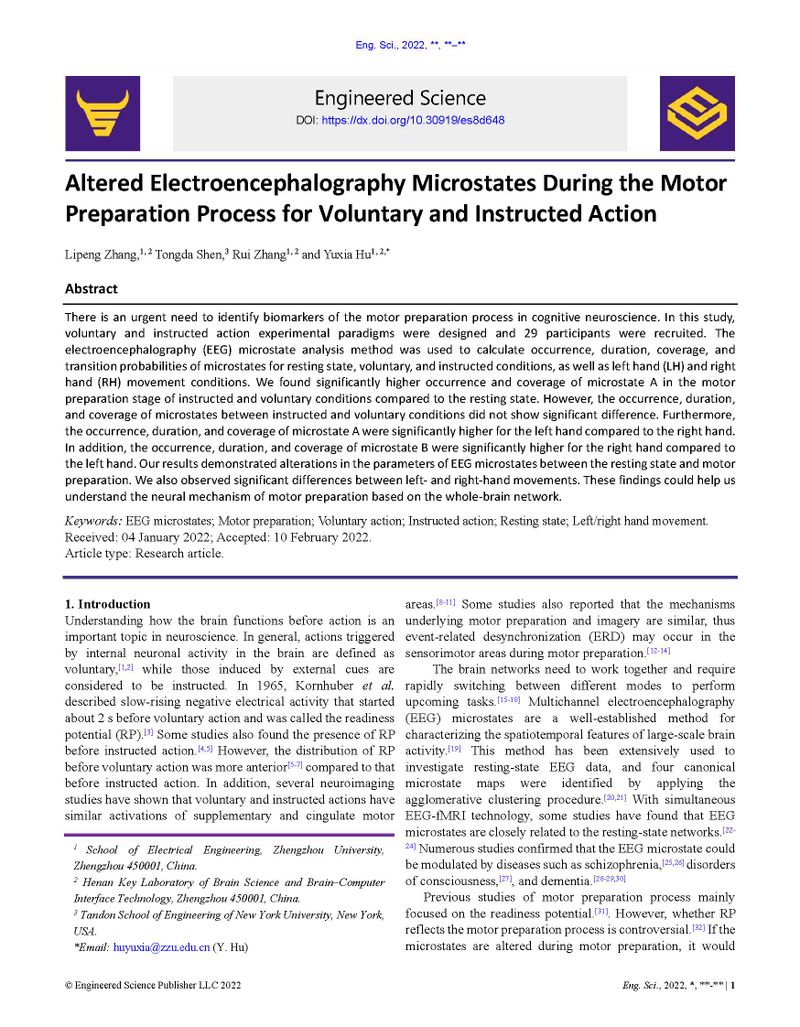 Eng. Sci., 2022, **, **–**
Engineered Science
DOI: https://dx.doi.org/10.30919/es8d648
Altered Electroencephalography Microstates During the Motor
Preparation Process for Voluntary and Instructed Action
Lipeng Zhang,1, 2 Tongda Shen,3 Rui Zhang1, 2 and Yuxia Hu1, 2,*
Abstract
There is an urgent need to identify biomarkers of the motor preparation process in cognitive neuroscience. In this study,
voluntary and instructed action experimental paradigms were designed and 29 participants were recruited. The
electroencephalography (EEG) microstate analysis method was used to calculate occurrence, duration, coverage, and
transition probabilities of microstates for resting state, voluntary, and instructed conditions, as well as left hand (LH) and right
hand (RH) movement conditions. We found significantly higher occurrence and coverage of microstate A in the motor
preparation stage of instructed and voluntary conditions compared to the resting state. However, the occurrence, duration,
and coverage of microstates between instructed and voluntary conditions did not show significant difference. Furthermore,
the occurrence, duration, and coverage of microstate A were significantly higher for the left hand compared to the right hand.
In addition, the occurrence, duration, and coverage of microstate B were significantly higher for the right hand compared to
the left hand. Our results demonstrated alterations in the parameters of EEG microstates between the resting state and motor
preparation. We also observed significant differences between left- and right-hand movements. These findings could help us
understand the neural mechanism of motor preparation based on the whole-brain network.
Keywords: EEG microstates; Motor preparation; Voluntary action; Instructed action; Resting state; Left/right hand movement.
Received: 04 January 2022; Accepted: 10 February 2022.
Article type: Research article.
1. Introduction
Understanding how the brain functions before action is an
important topic in neuroscience. In general, actions triggered
by internal neuronal activity in the brain are defined as
voluntary,[1,2] while those induced by external cues are
considered to be instructed. In 1965, Kornhuber et al.
described slow-rising negative electrical activity that started
about 2 s before voluntary action and was called the readiness
potential (RP).[3] Some studies also found the presence of RP
before instructed action.[4,5] However, the distribution of RP
before voluntary action was more anterior[5-7] compared to that
before instructed action. In addition, several neuroimaging
studies have shown that voluntary and instructed actions have
similar activations of supplementary and cingulate motor
1 School of Electrical Engineering, Zhengzhou University,
Zhengzhou 450001, China.
2 Henan Key Laboratory of Brain Science and Brain–Computer
Interface Technology, Zhengzhou 450001, China.
3 Tandon School of Engineering of New York University, New York,
USA.
*Email: huyuxia@zzu.edu.cn (Y. Hu)
areas.[8-11] Some studies also reported that the mechanisms
underlying motor preparation and imagery are similar, thus
event-related desynchronization (ERD) may occur in the
sensorimotor areas during motor preparation.[12-14]
The brain networks need to work together and require
rapidly switching between different modes to perform
upcoming tasks.[15-18] Multichannel electroencephalography
(EEG) microstates are a well-established method for
characterizing the spatiotemporal features of large-scale brain
activity.[19] This method has been extensively used to
investigate resting-state EEG data, and four canonical
microstate maps were identified by applying the
agglomerative clustering procedure.[20,21] With simultaneous
EEG-fMRI technology, some studies have found that EEG
microstates are closely related to the resting-state networks.[22-
24] Numerous studies confirmed that the EEG microstate could
be modulated by diseases such as schizophrenia,[25,26] disorders
of consciousness,[27], and dementia.[28-29,30]
Previous studies of motor preparation process mainly
focused on the readiness potential.[31]. However, whether RP
reflects the motor preparation process is controversial.[32] If the
microstates are altered during motor preparation, it would
© Engineered Science Publisher LLC 2022
Eng. Sci., 2022, *, **-** | 1